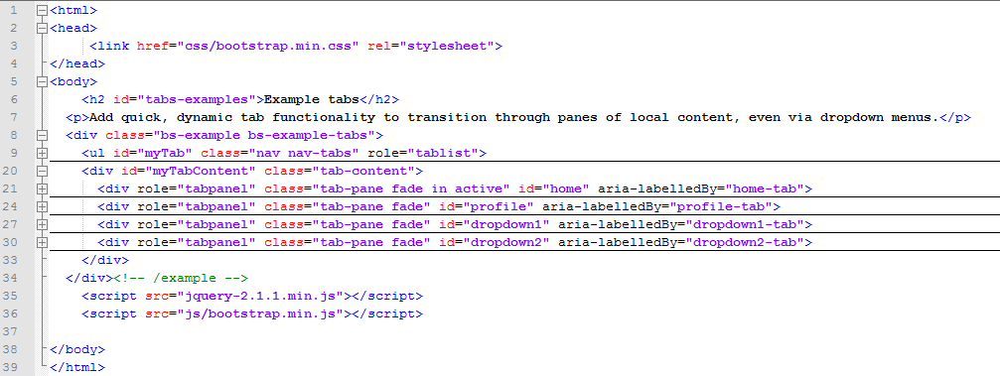 1 <html>
2 <head>
3 <link href="css/bootstrap.min.css" rel="stylesheet">
4 </head>
5 <body>
6 <h2 id="tabs-examples">Example tabs</h2>
7 <p>Add quick, dynamic tab functionality to transition through panes of local content, even via dropdown menus.</p>
8 <div class="bs-example bs-example-tabs">
9 <ul id="myTab" class="nav nav-tabs" role="tablist">
20 <div id="myTabContent" class="tab-content">
21 <div role="tabpanel" class="tab-pane fade in active" id="home" aria-labelledBy="home-tab">
24 <div role="tabpanel" class="tab-pane fade" id="profile" aria-labelledBy="profile-tab">
27 <div role="tabpanel" class="tab-pane fade" id="dropdown1" aria-labelledBy="dropdown1-tab">
30 <div role="tabpanel" class="tab-pane fade" id="dropdown2" aria-labelledBy="dropdown2-tab">
33 </div>
34 </div><!-- /example -->
35 <script src="jquery-2.1.1.min.js"></script>
36 <script src="js/bootstrap.min.js"></script>
37
38 </body>
39 </html>